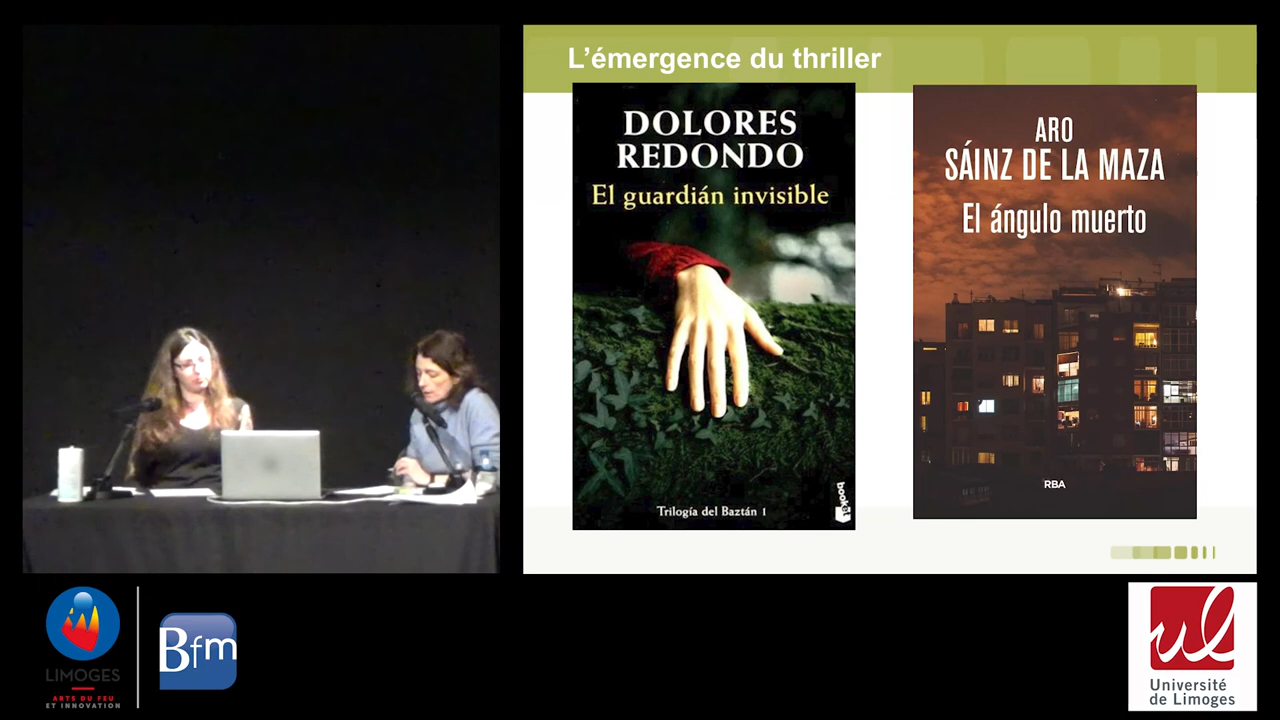 L'émergence du thriller
DOLORES
REDONDO
El guardián invisible
Trilogía del Baztán 1
booket
ARO
SÁINZ DE LA MAZA
El ángulo muerto
RBA
LIMOGES
ARTS DU FEU
ET INNOVATION
Bfm
ul
Université
de Limoges